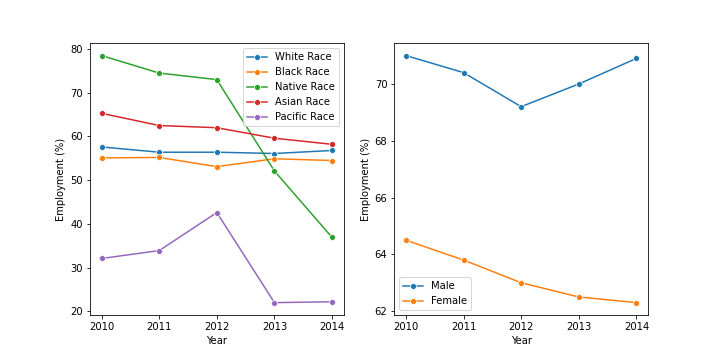 80
70
60
50
40
30
20
Employment (%)
2010 2011 2012 2013 2014
Year
White Race
Black Race
Native Race
Asian Race
Pacific Race
70
68
66
64
62
Employment (%)
2010 2011 2012 2013 2014
Year
Male
Female